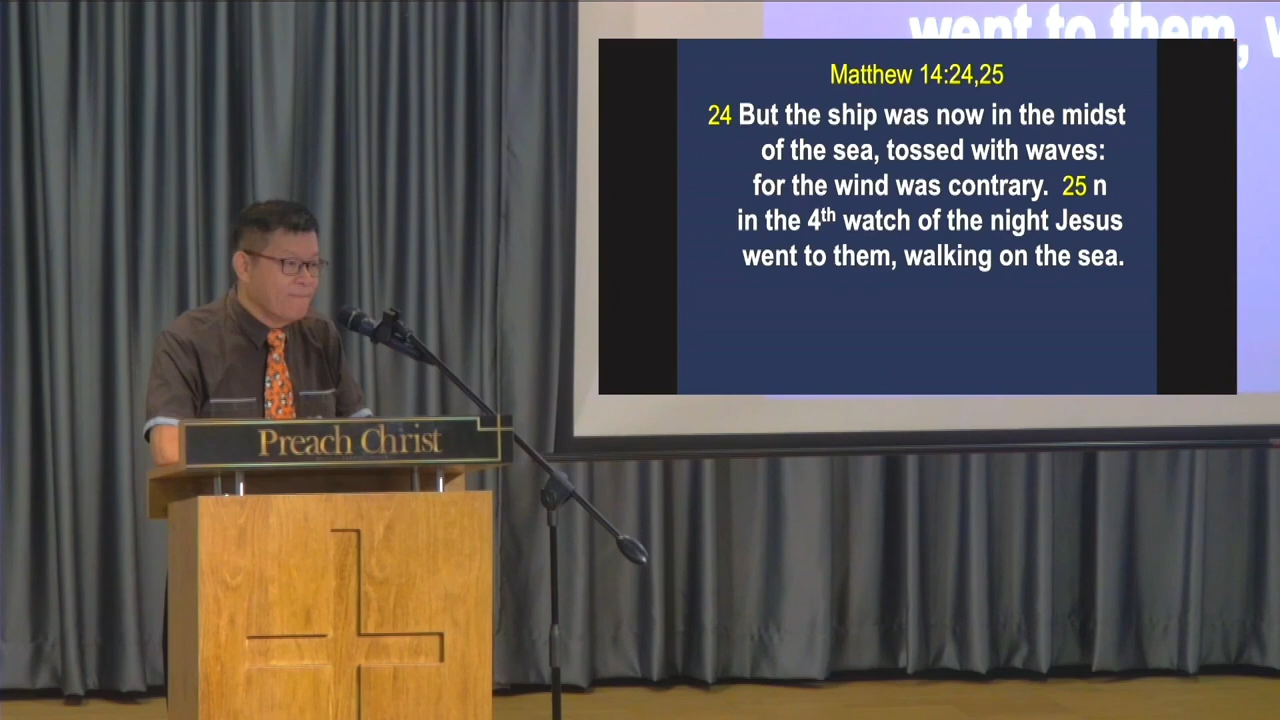 went to them, w
Matthew 14:24,25
24 But the ship was now in the midst
of the sea, tossed with waves:
for the wind was contrary. 25 n
in the 4th watch of the night Jesus
went to them, walking on the sea.
Preach Christ